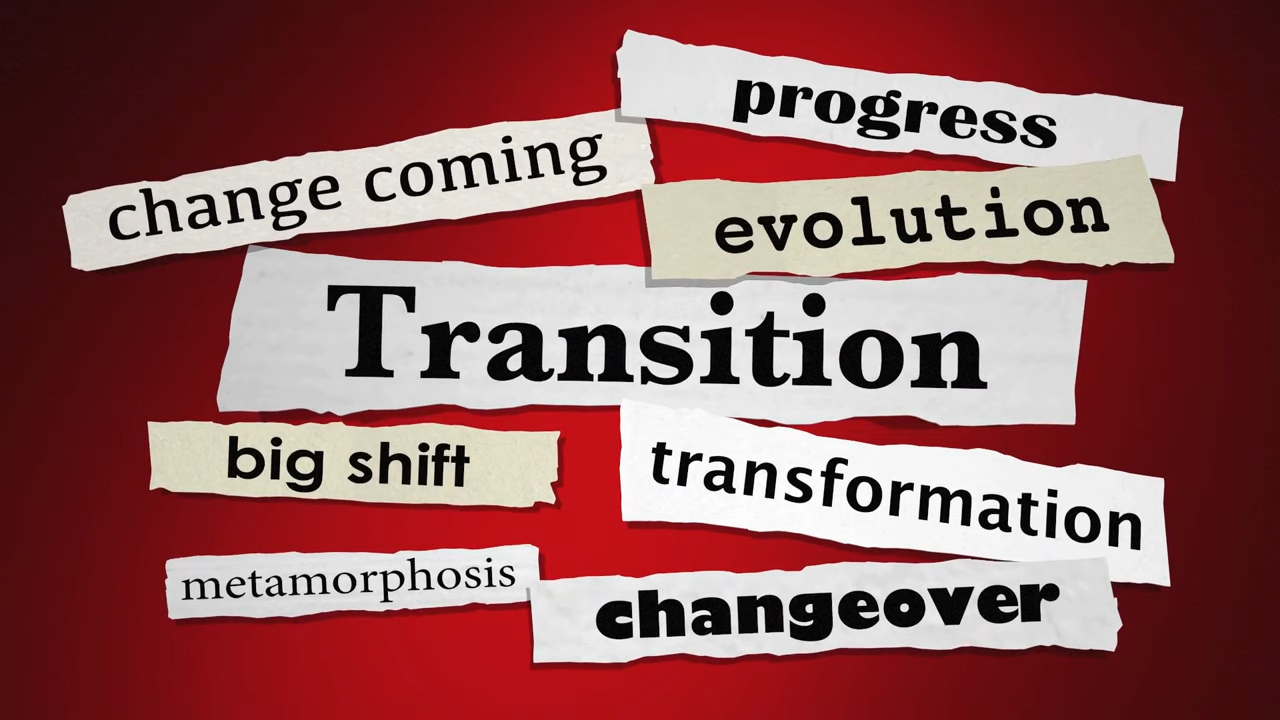 progress
change coming
evolution
Transition
big shift
transformation
metamorphosis
changeover